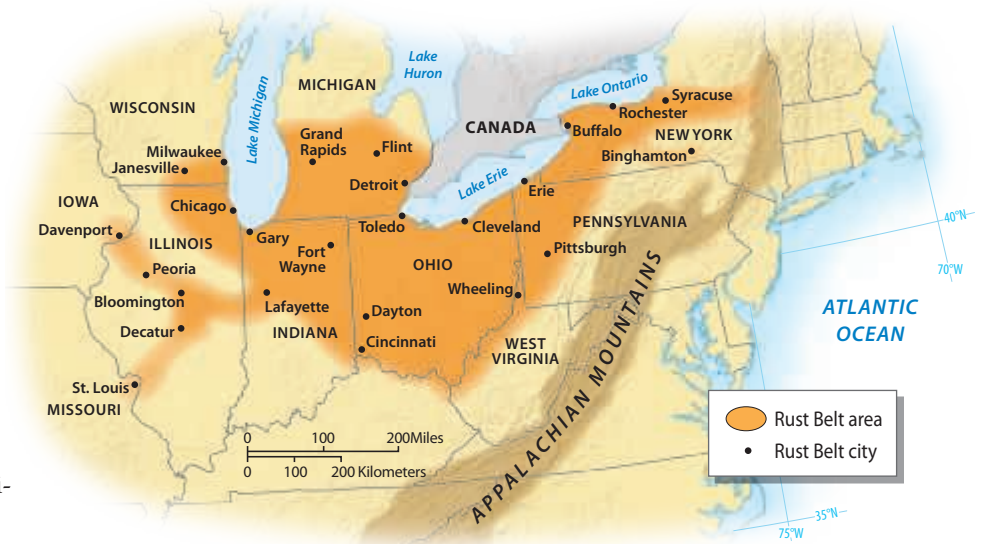 Lake
Huron
MICHIGAN
WISCONSIN
Lake Michigan
Lake Ontario
Syracuse
Rochester
CANADA
Buffalo
NEW YORK
Grand
Rapids
Flint
Milwaukee
Janesville
Binghamton
Detroit
Lake Erie
Erie
IOWA
Chicago
Toledo
Cleveland
PENNSYLVANIA
40°N
Davenport
ILLINOIS
Gary
Fort
Wayne
Pittsburgh
70°W
Peoria
OHIO
Bloomington
Lafayette
Wheeling
Dayton
ATLANTIC
OCEAN
Decatur
INDIANA
Cincinnati
WEST
VIRGINIA
APPALACHIAN MOUNTAINS
St. Louis
MISSOURI
0 100 200Miles
0 100 200 Kilometers
Rust Belt area
Rust Belt city
35°N
75°W